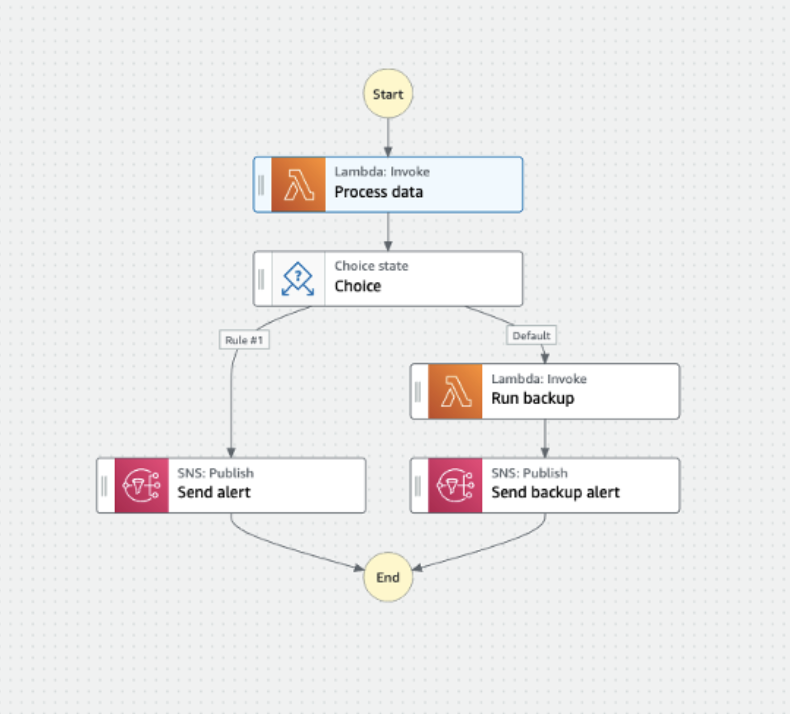 Start
Lambda: Invoke
Process data
Choice state
Choice
Rule #1
Default
Lambda: Invoke
Run backup
SNS: Publish
Send alert
SNS: Publish
Send backup alert
End